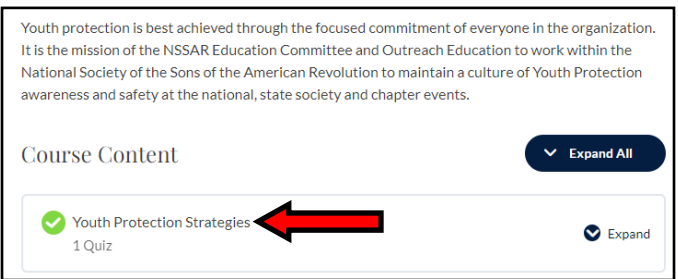 Youth protection is best achieved through the focused commitment of everyone in the organization.
It is the mission of the NSSAR Education Committee and Outreach Education to work within the
National Society of the Sons of the American Revolution to maintain a culture of Youth Protection
awareness and safety at the national, state society and chapter events.
Course Content
Expand All
Youth Protection Strategies
1 Quiz
Expand